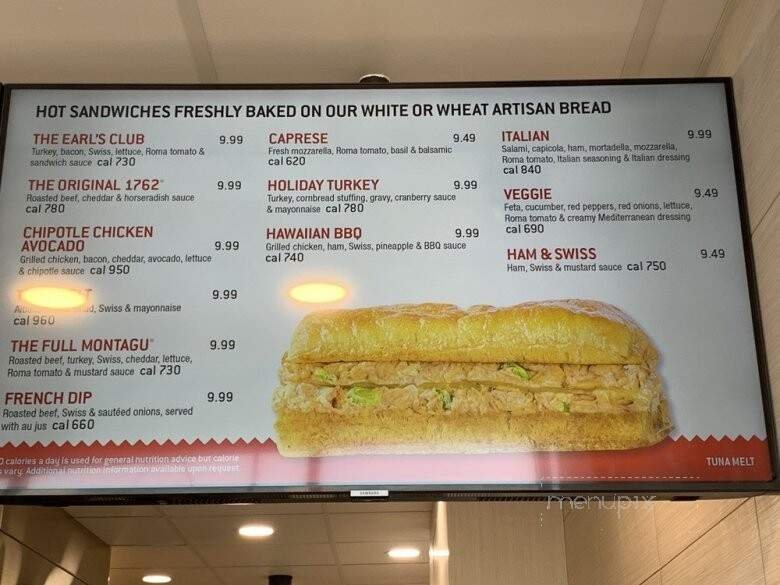 HOT SANDWICHES FRESHLY BAKED ON OUR WHITE OR WHEAT ARTISAN BREAD
THE EARL'S CLUB 9.99
Turkey, bacon, Swiss, lettuce, Roma tomato &
sandwich sauce cal 730
THE ORIGINAL 1762® 9.99
Roasted beef, cheddar & horseradish sauce
cal 780
CHIPOTLE CHICKEN
AVOCADO 9.99
Grilled chicken, bacon, cheddar, avocado, lettuce
& chipotle sauce cal 950
9.99
Swiss & mayonnaise
cal 960
THE FULL MONTAGU® 9.99
Roasted beef, turkey, Swiss, cheddar, lettuce,
Roma tomato & mustard sauce cal 730
FRENCH DIP 9.99
Roasted beef, Swiss & sautéed onions, served
with au jus cal 660
CAPRESE 9.49
Fresh mozzarella, Roma tomato, basil & balsamic
cal 620
HOLIDAY TURKEY 9.99
Turkey, cornbread stuffing, gravy, cranberry sauce
& mayonnaise cal 780
HAWAIIAN BBQ 9.99
Grilled chicken, ham, Swiss, pineapple & BBQ sauce
cal 740
ITALIAN 9.99
Salami, capicola, ham, mortadella, mozzarella,
Roma tomato, Italian seasoning & Italian dressing
cal 840
VEGGIE 9.49
Feta, cucumber, red peppers, red onions, lettuce,
Roma tomato & creamy Mediterranean dressing
cal 690
HAM & SWISS 9.49
Ham, Swiss & mustard sauce cal 750
0 calories a day is used for general nutrition advice but calorie
vary. Additional nutrition information available upon request.
TUNA MELT
SAMSUNG
menupix